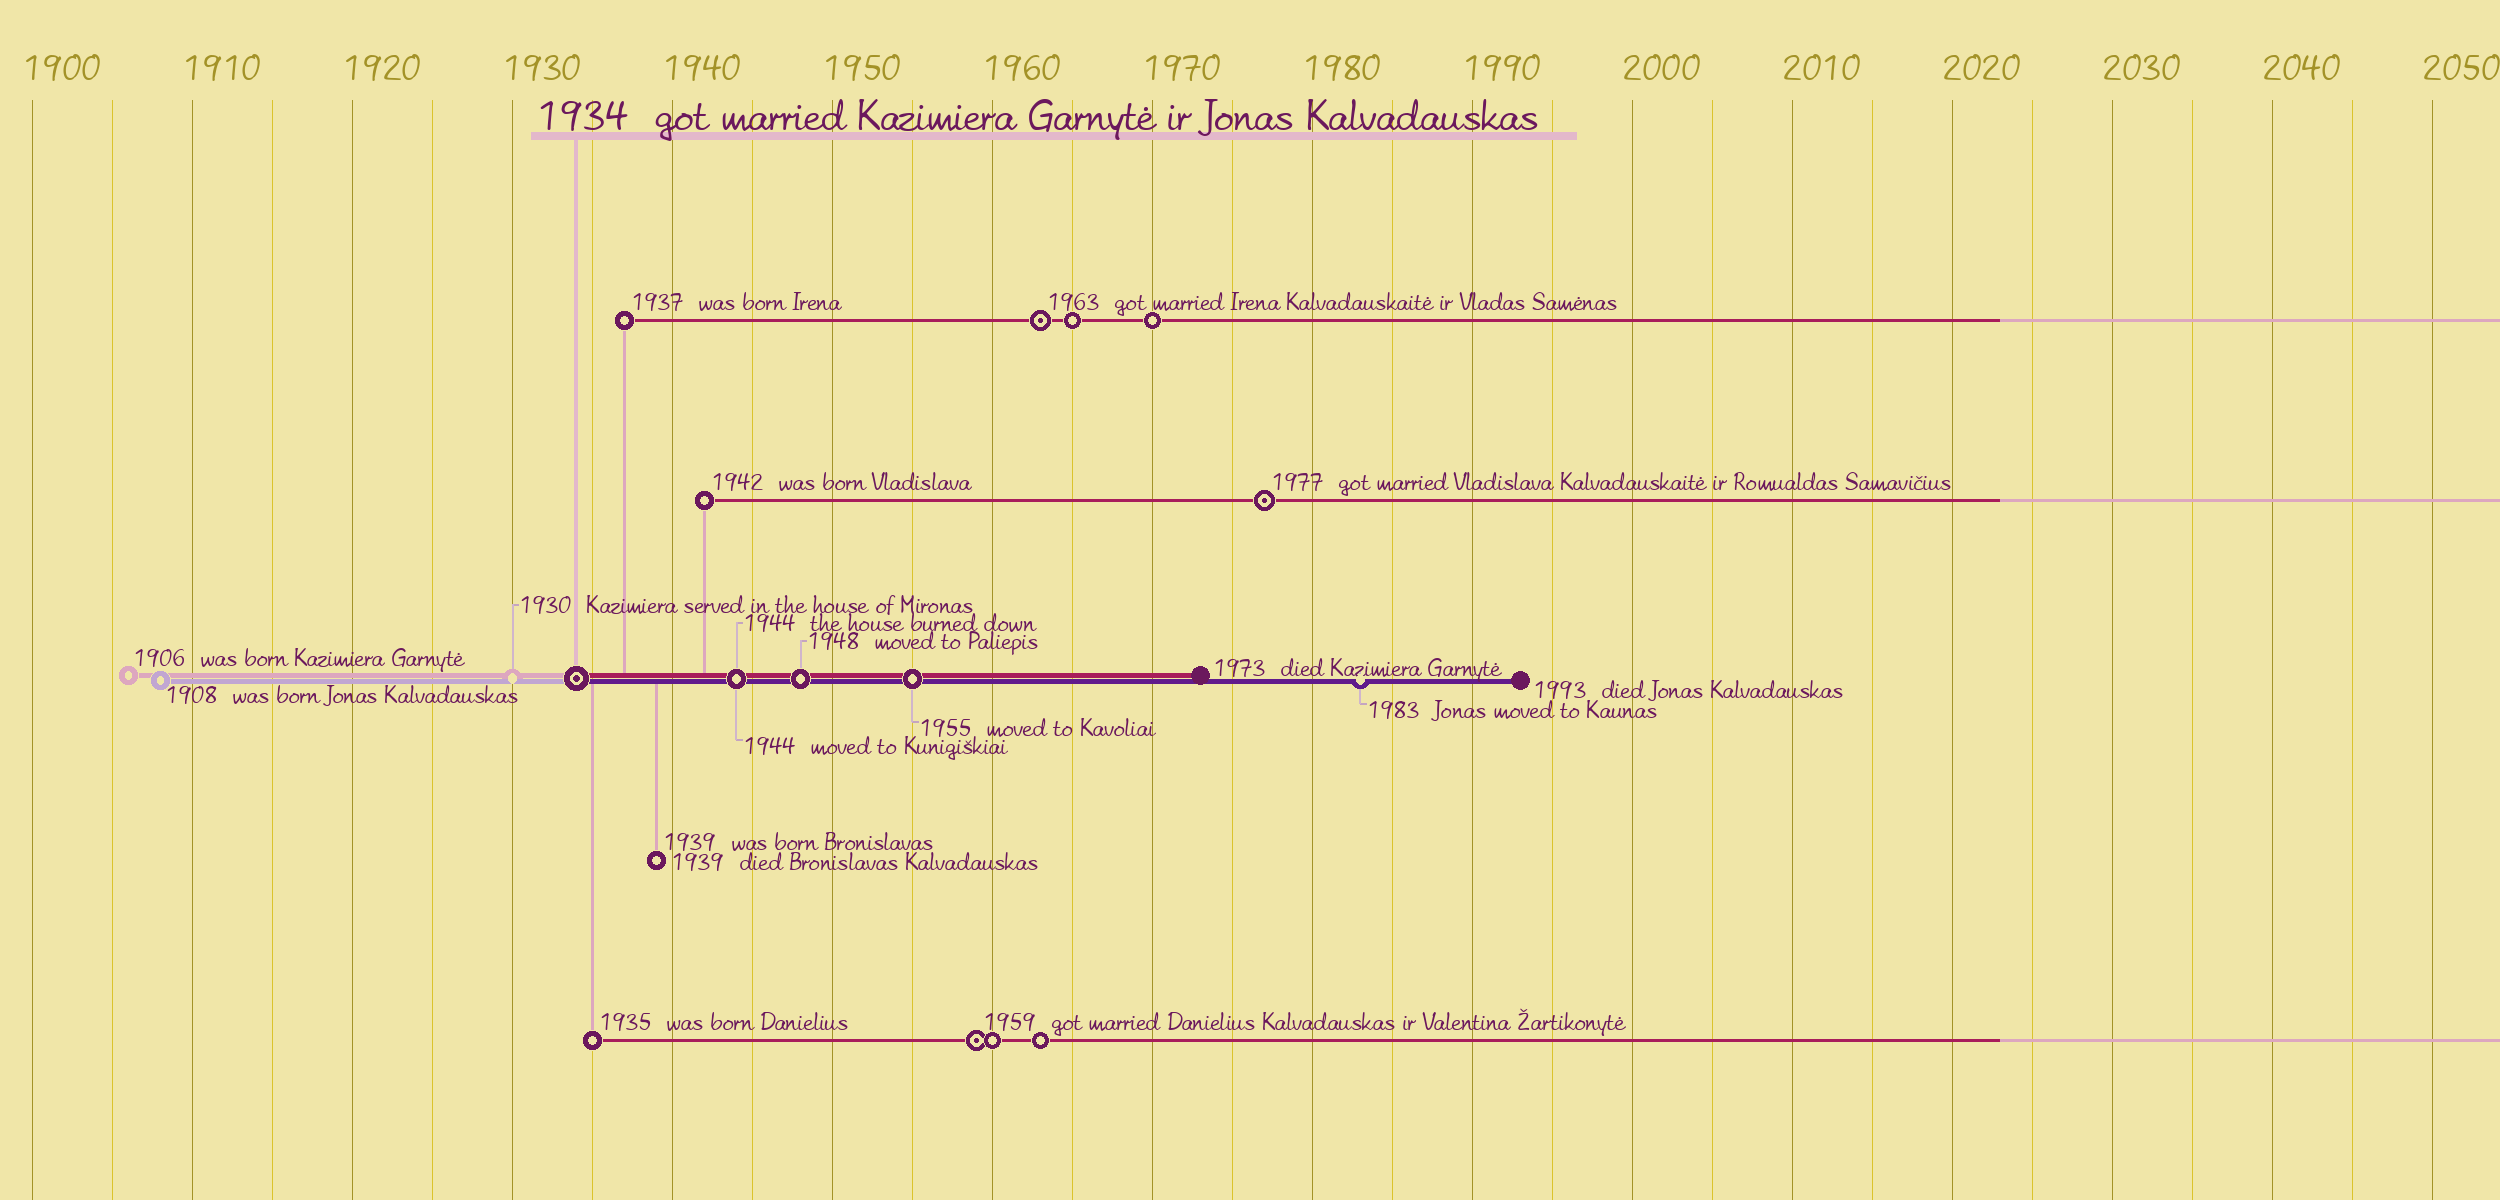 1900 1910 1920 1930 1940 1950 1960 1970 1980 1990 2000 2010 2020 2030 2040 2050
1934 got married Kazimiera Garnytė ir Jonas Kalvadauskas
1937 was born Irena
1963 got married Irena Kalvadauskaitė ir Vladas Samėnas
1942 was born Vladislava
1977 got married Vladislava Kalvadauskaitė ir Romualdas Samavičius
1930 Kazimiera served in the house of Mironas
1944 the house burned down
1948 moved to Paliepis
1906 was born Kazimiera Garnytė
1973 died Kazimiera Garnytė
1908 was born Jonas Kalvadauskas
1993 died Jonas Kalvadauskas
1983 Jonas moved to Kaunas
1955 moved to Kavoliai
1944 moved to Kunigiškiai
1939 was born Bronislavas
1939 died Bronislavas Kalvadauskas
1935 was born Danielius
1959 got married Danielius Kalvadauskas ir Valentina Žartikonytė